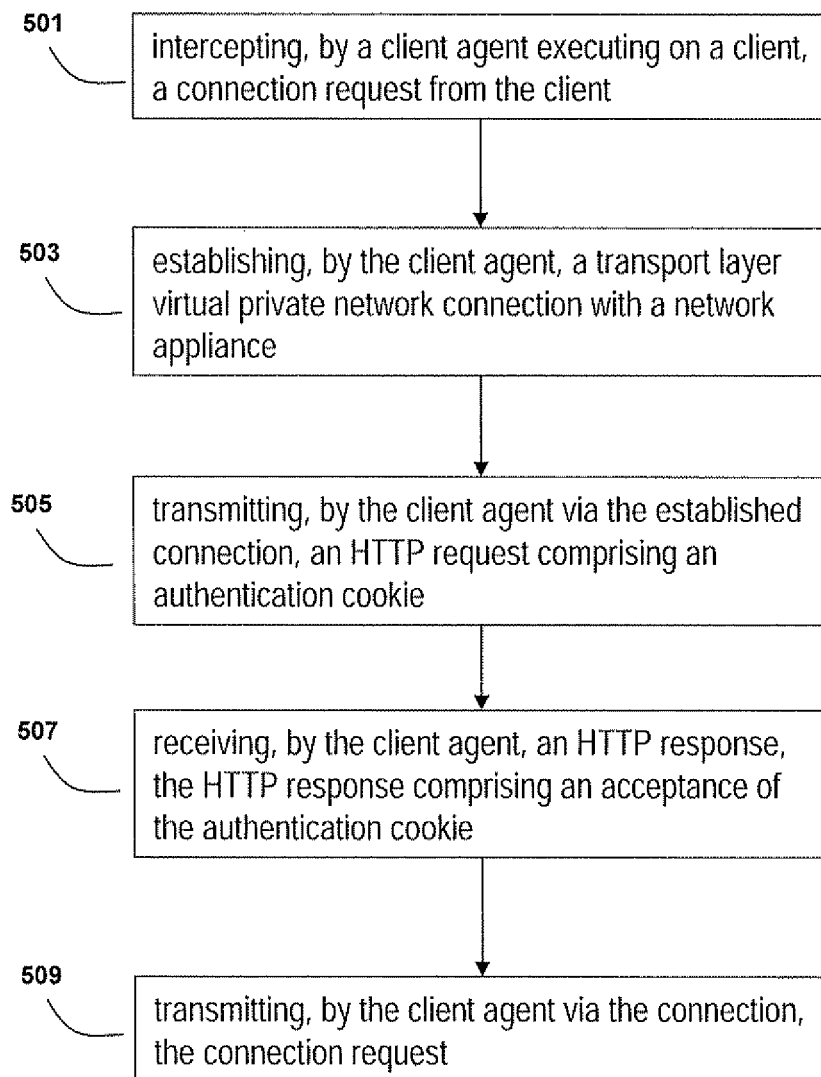 501
intercepting, by a client agent executing on a client,
a connection request from the client
503
establishing, by the client agent, a transport layer
virtual private network connection with a network
appliance
505
transmitting, by the client agent via the established
connection, an HTTP request comprising an
authentication cookie
507
receiving, by the client agent, an HTTP response,
the HTTP response comprising an acceptance of
the authentication cookie
509
transmitting, by the client agent via the connection,
the connection request